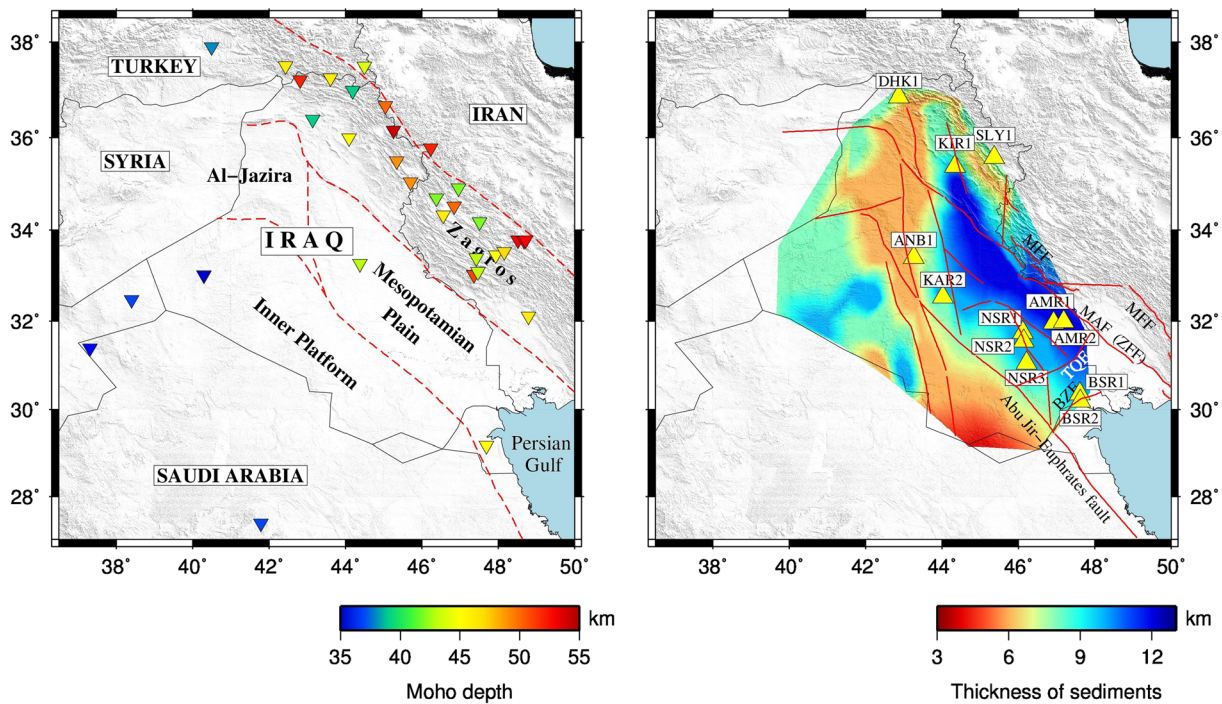 38°
36°
34°
32°
30°
28°
38°
40°
42°
44°
46°
48°
50°
TURKEY
IRAN
SYRIA
Al-Jazira
IRAQ
Zagros
Mesopotamian
Plain
Inner Platform
SAUDI ARABIA
Persian
Gulf
km
35
40
45
50
55
Moho depth
38°
36°
34°
32°
30°
28°
38°
40°
42°
44°
46°
48°
50°
DHK1
SLY1
KIR1
ANB1
KAR2
MFF
AMR1
NSR1
MAF (ZFF)
MFF
AMR2
NSR2
TQF
NSR3
BSR1
BZF
BSR2
Abu Jir-Euphrates fault
km
3
6
9
12
Thickness of sediments